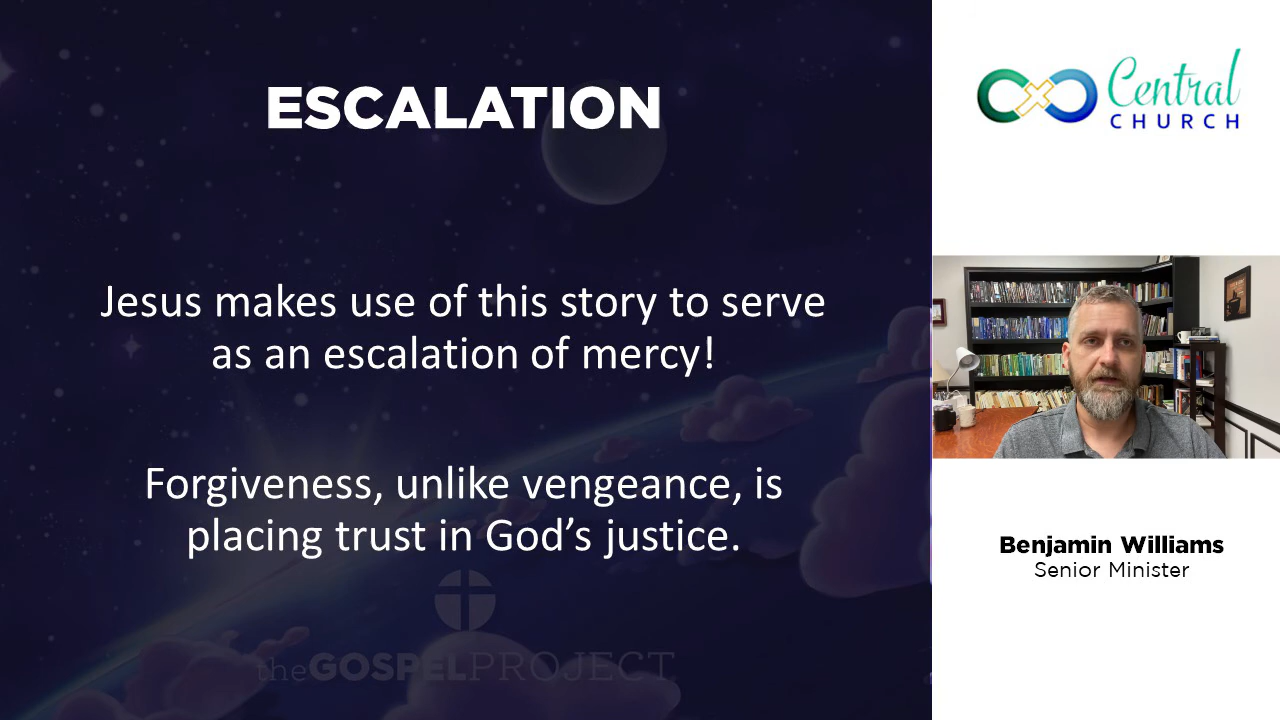 ESCALATION
Jesus makes use of this story to serve
as an escalation of mercy!
Forgiveness, unlike vengeance, is
placing trust in God’s justice.
theGOSPELPROJECT
Central
CHURCH
Benjamin Williams
Senior Minister